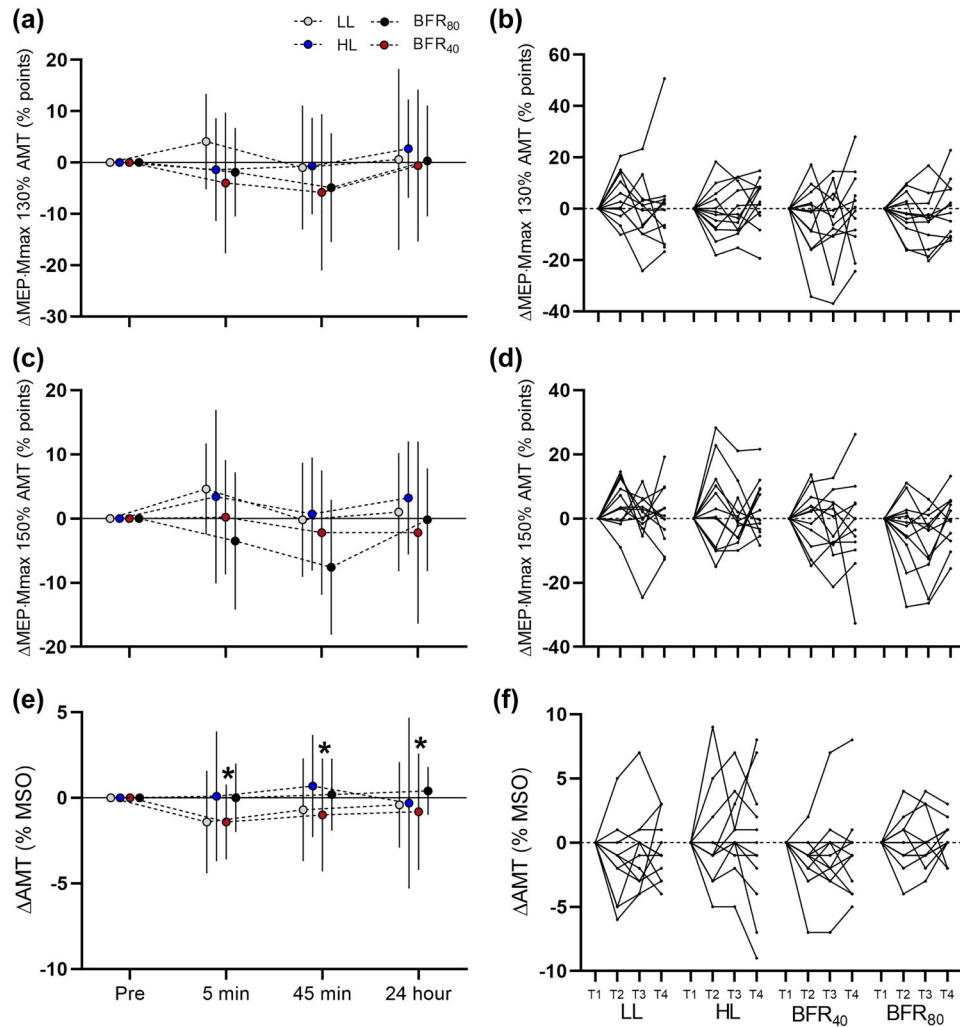 (a)
LL
BFR80
HL
BFR40
ΔMEP·Mmax 130% AMT (% points)
20
10
0
-10
-20
-30
(b)
ΔMEP·Mmax 130% AMT (% points)
60
40
20
0
-20
-40
(c)
ΔMEP·Mmax 150% AMT (% points)
20
10
0
-10
-20
(d)
ΔMEP·Mmax 150% AMT (% points)
40
20
0
-20
-40
(e)
ΔAMT (% MSO)
5
0
-5
-10
* * *
Pre 5 min 45 min 24 hour
(f)
ΔAMT (% MSO)
10
5
0
-5
-10
T1 T2 T3 T4 T1 T2 T3 T4 T1 T2 T3 T4 T1 T2 T3 T4
LL HL BFR40 BFR80